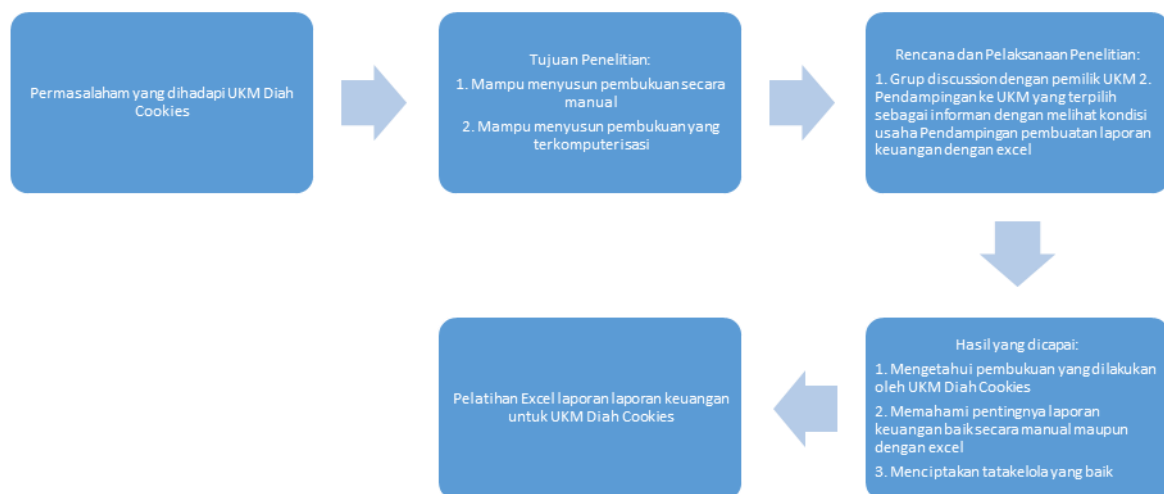 Permasalaham yang dihadapi UKM Diah
Cookies
Tujuan Penelitian:
1. Mampu menyusun pembukuan secara
manual
2. Mampu menyusun pembukuan yang
terkomputerisasi
Rencana dan Pelaksanaan Penelitian:
1. Grup discussion dengan pemilik UKM 2.
Pendampingan ke UKM yang terpilih
sebagai informan dengan melihat kondisi
usaha Pendampingan pembuatan laporan
keuangan dengan excel
Hasil yang dicapai:
1. Mengetahui pembukuan yang dilakukan
oleh UKM Diah Cookies
2. Memahami pentingnya laporan
keuangan baik secara manual maupun
dengan excel
3. Menciptakan tatakelola yang baik
Pelatihan Excel laporan laporan keuangan
untuk UKM Diah Cookies